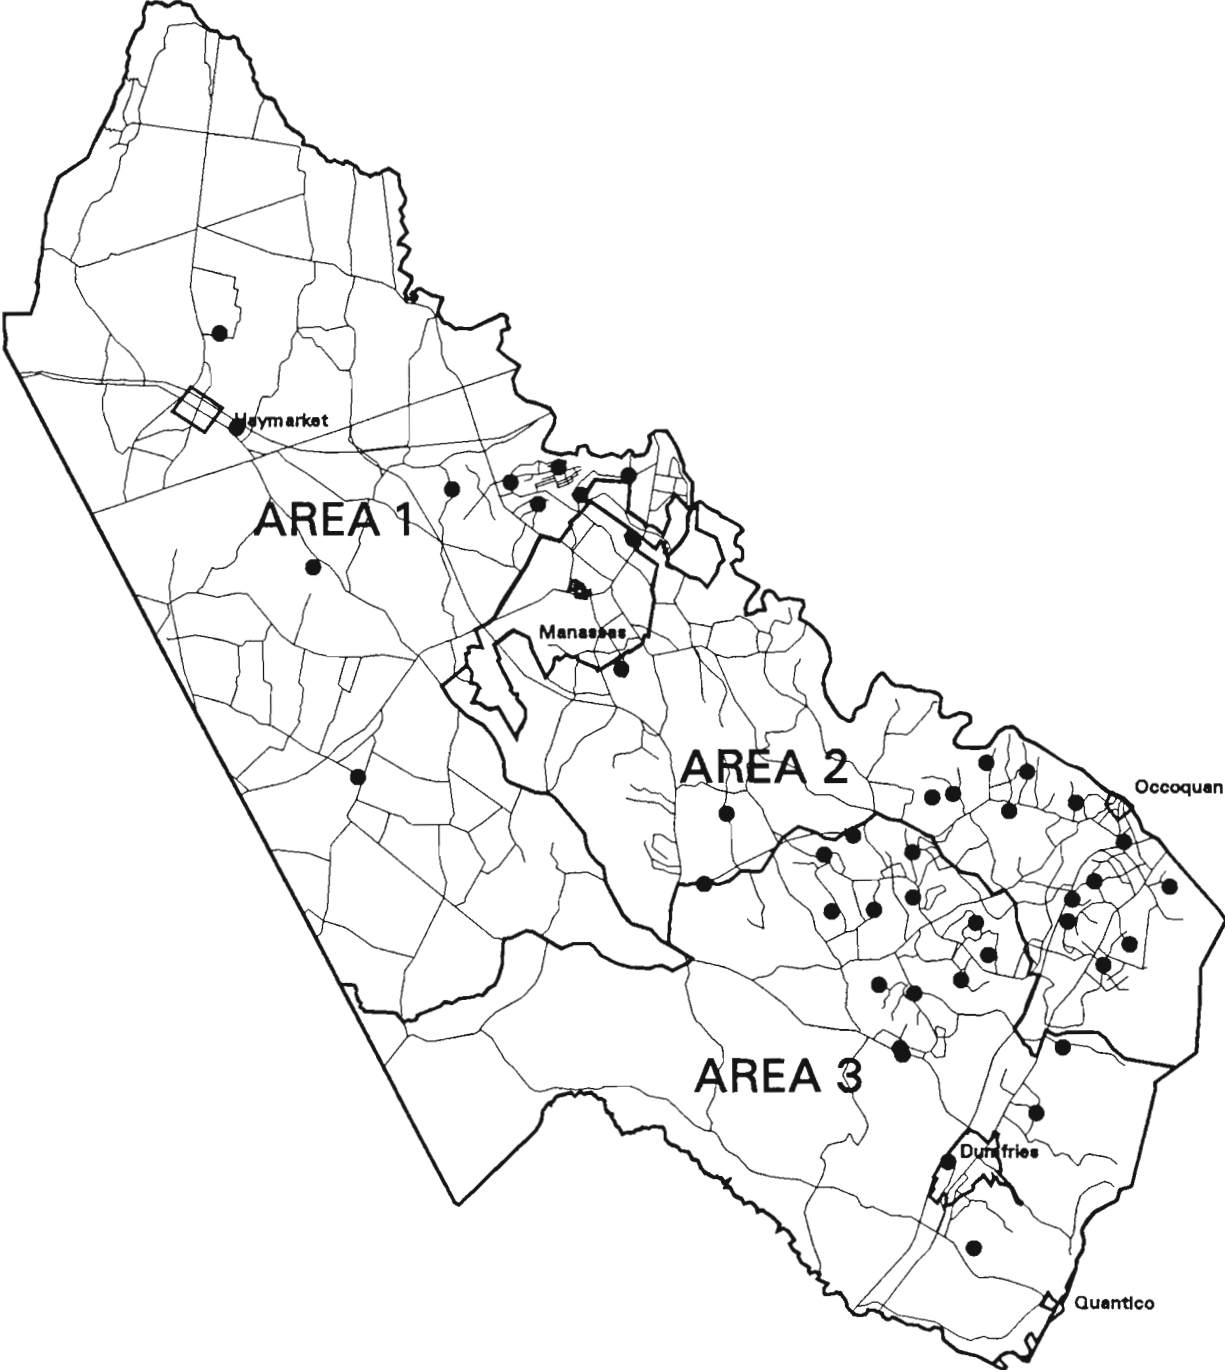 Haymarket
AREA 1
Manassas
AREA 2
Occoquan
AREA 3
Dumfries
Quantico